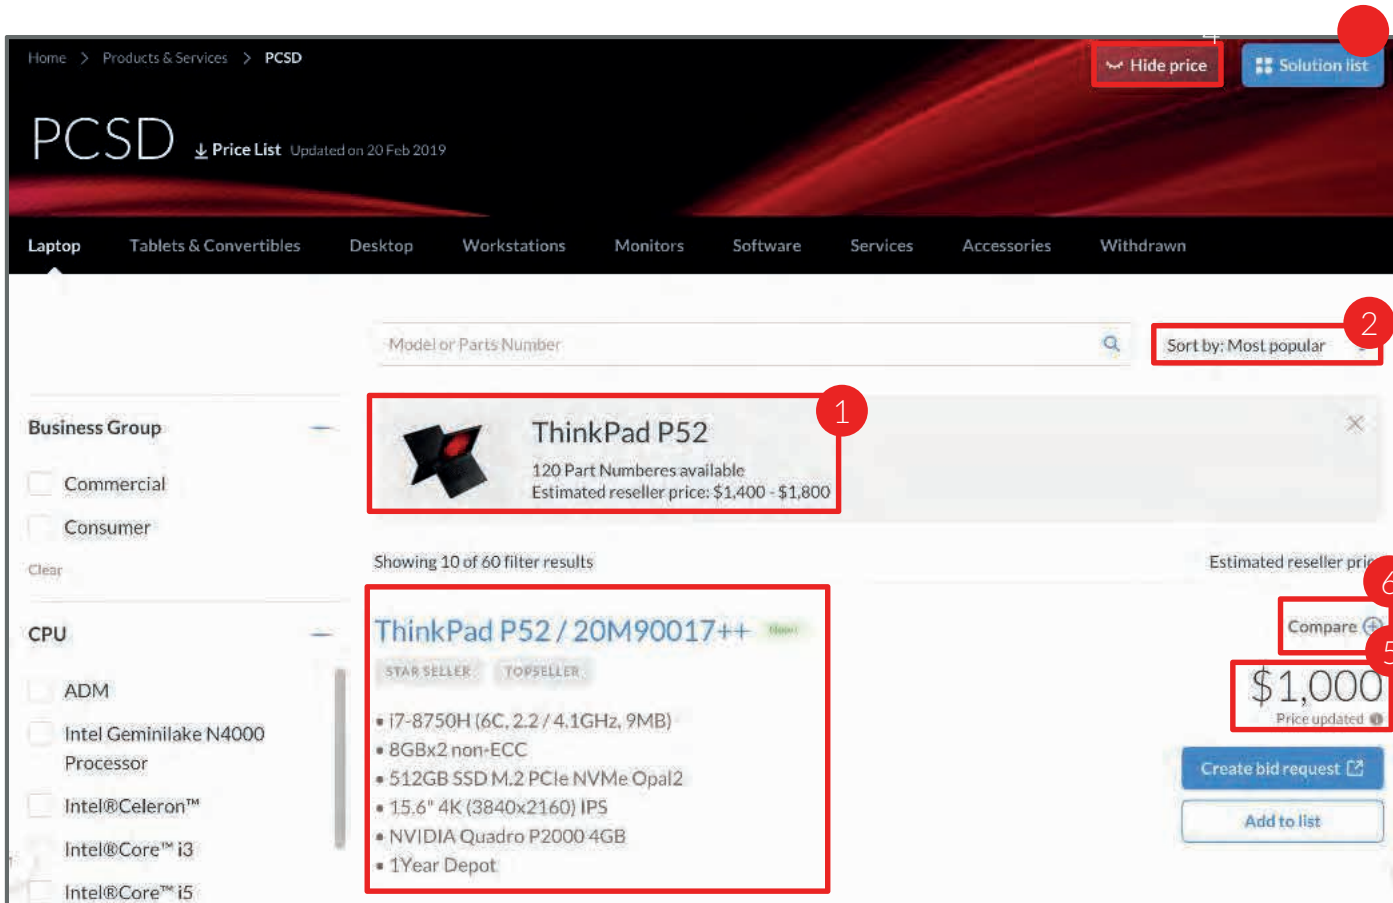 4
Home > Products & Services > PCSD
Hide price
Solution list
PCSD
Price List Updated on 20 Feb 2019
Laptop Tablets & Convertibles Desktop Workstations Monitors Software Services Accessories Withdrawn
Model or Parts Number
Sort by: Most popular
2
1
ThinkPad P52
120 Part Numberes available
Estimated reseller price: $1,400 - $1,800
Business Group
Commercial
Consumer
Clear
Showing 10 of 60 filter results
Estimated reseller price
6
CPU
ADM
Intel Geminilake N4000
Processor
Intel®Celeron™
Intel®Core™ i3
Intel®Core™ i5
ThinkPad P52 / 20M90017++
STAR SELLER TOPSELLER
• i7-8750H (6C, 2.2 / 4.1GHz, 9MB)
• 8GBx2 non-ECC
• 512GB SSD M.2 PCIe NVMe Opal2
• 15.6" 4K (3840x2160) IPS
• NVIDIA Quadro P2000 4GB
• 1Year Depot
Compare
5
$1,000
Price updated
Create bid request
Add to list